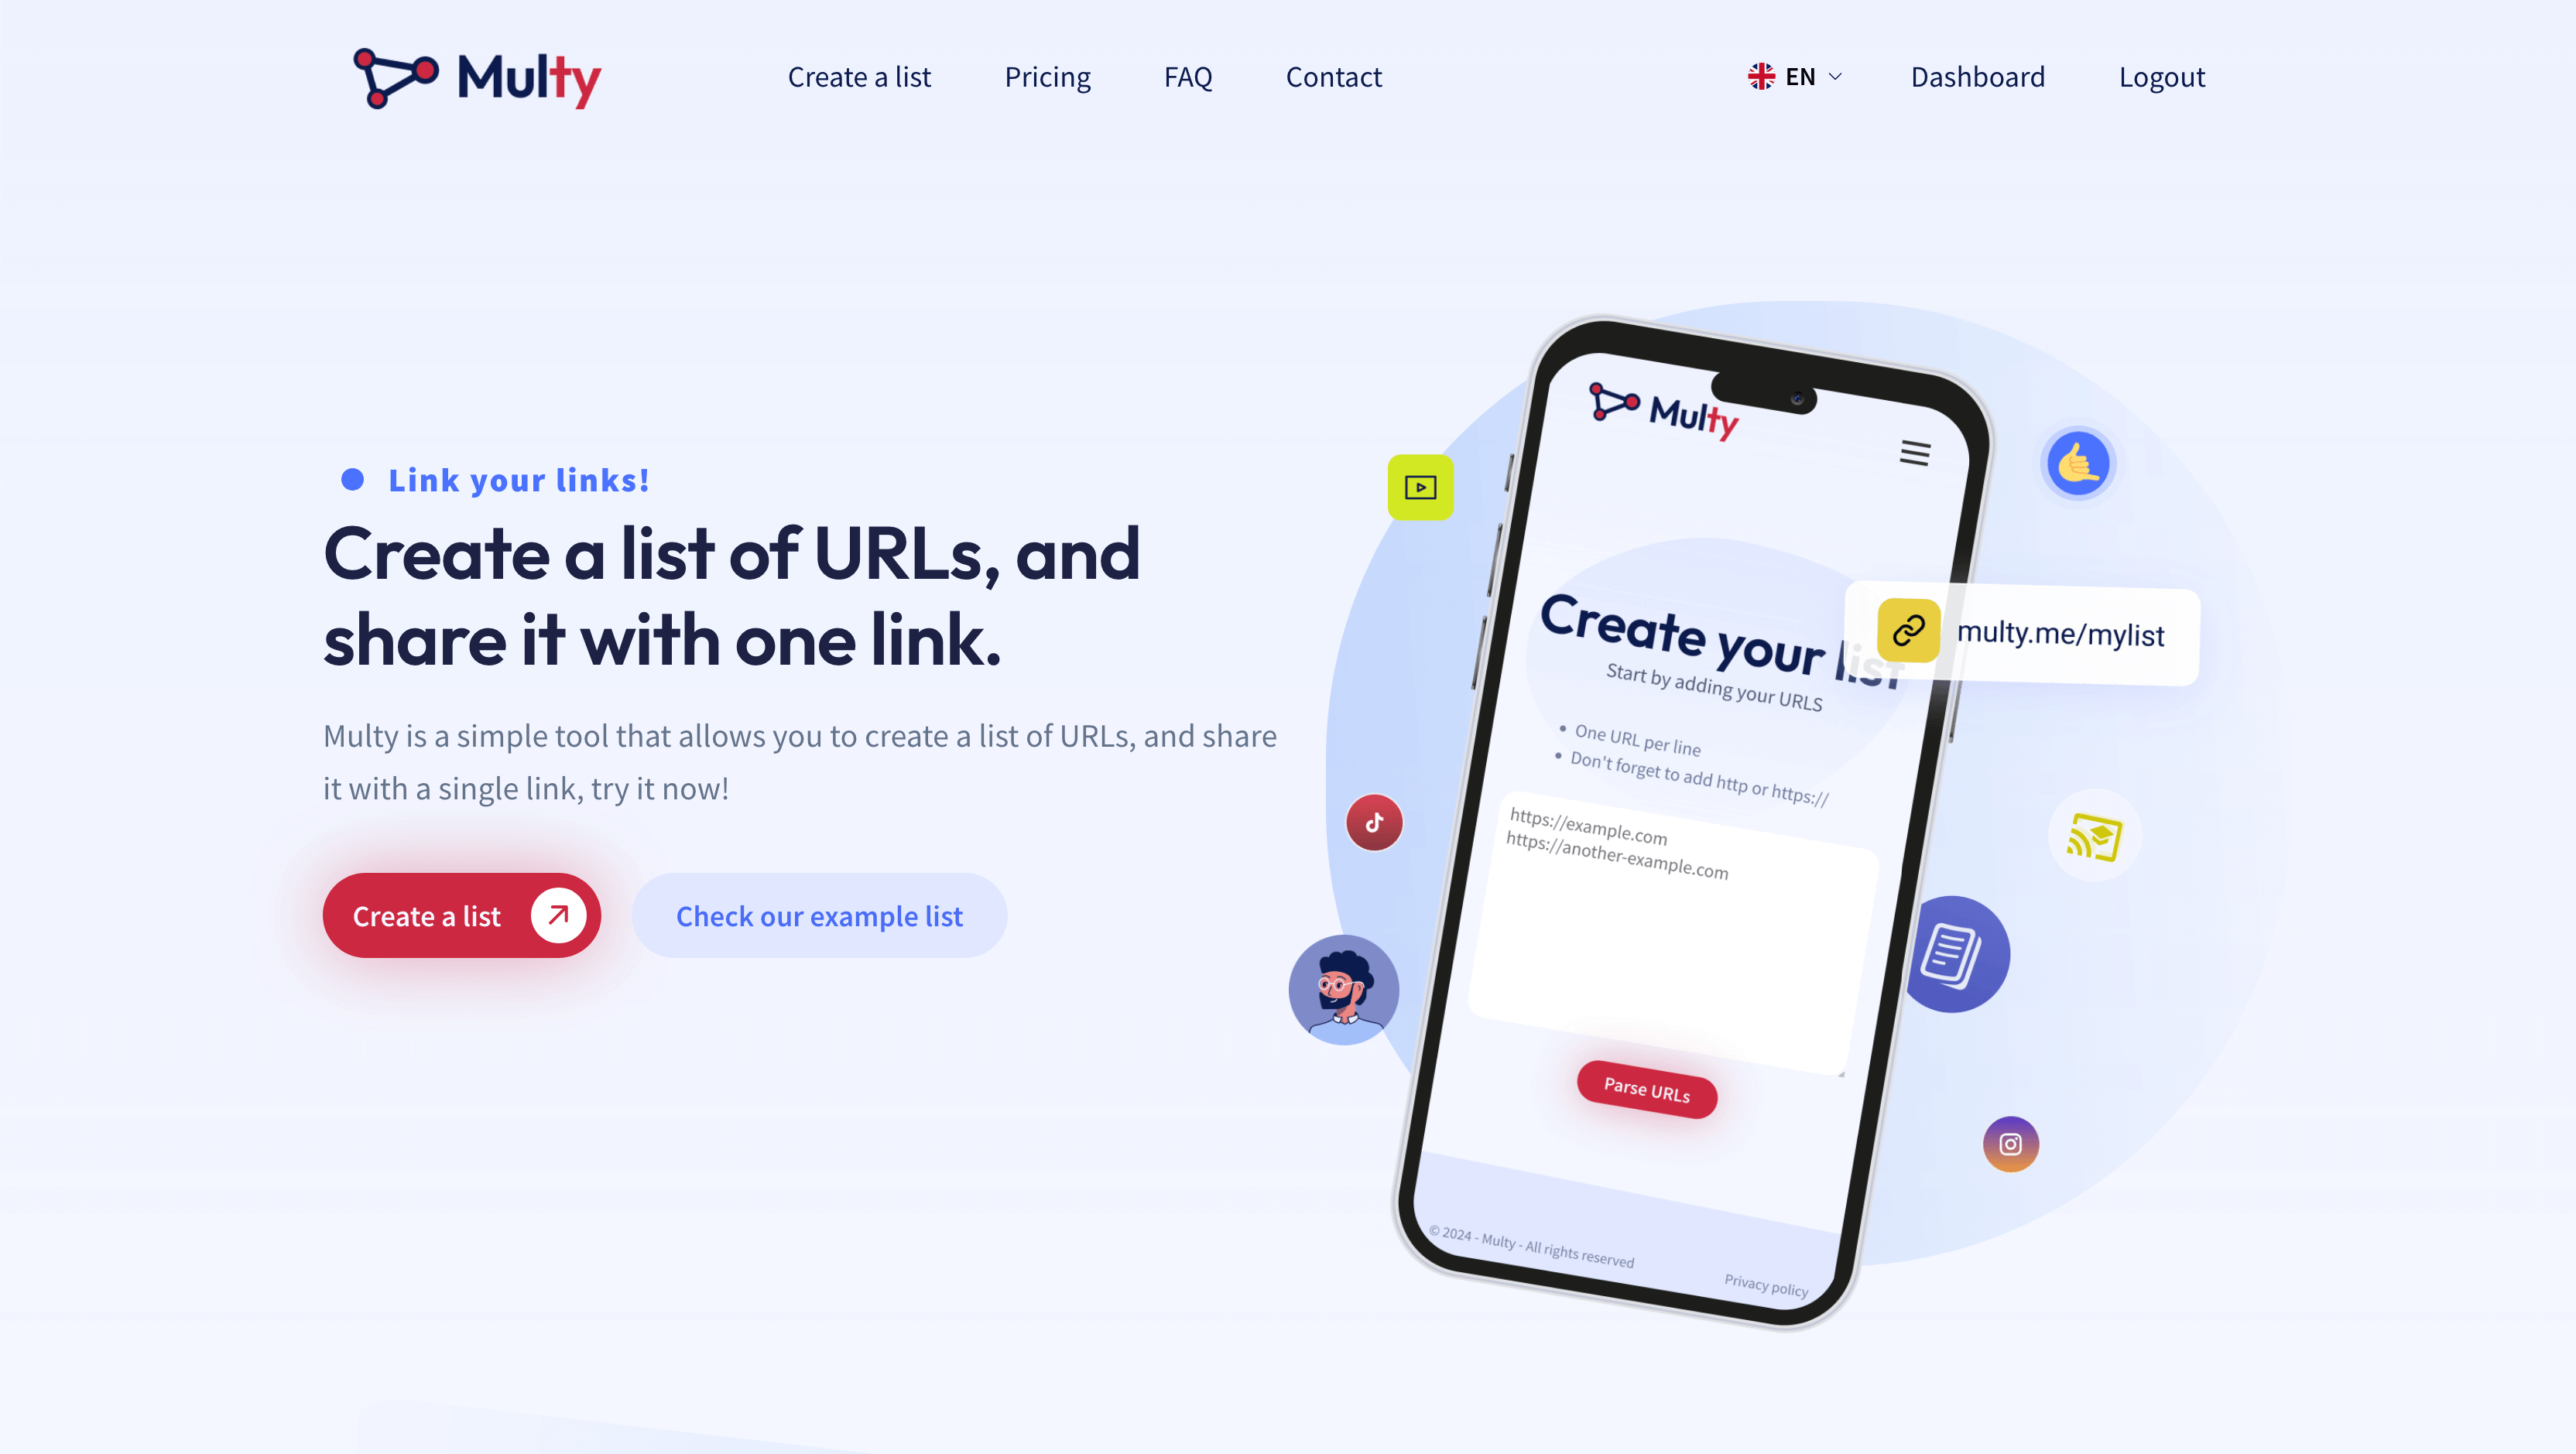 Multy
Create a list
Pricing
FAQ
Contact
EN
Dashboard
Logout
Link your links!
Create a list of URLs, and
share it with one link.
Multy is a simple tool that allows you to create a list of URLs, and share
it with a single link, try it now!
Create a list
Check our example list
Multy
Create your list
multy.me/mylist
Start by adding your URLS
One URL per line
Don't forget to add http or https://
https://example.com
https://another-example.com
Parse URLs
© 2024 - Multy - All rights reserved
Privacy policy